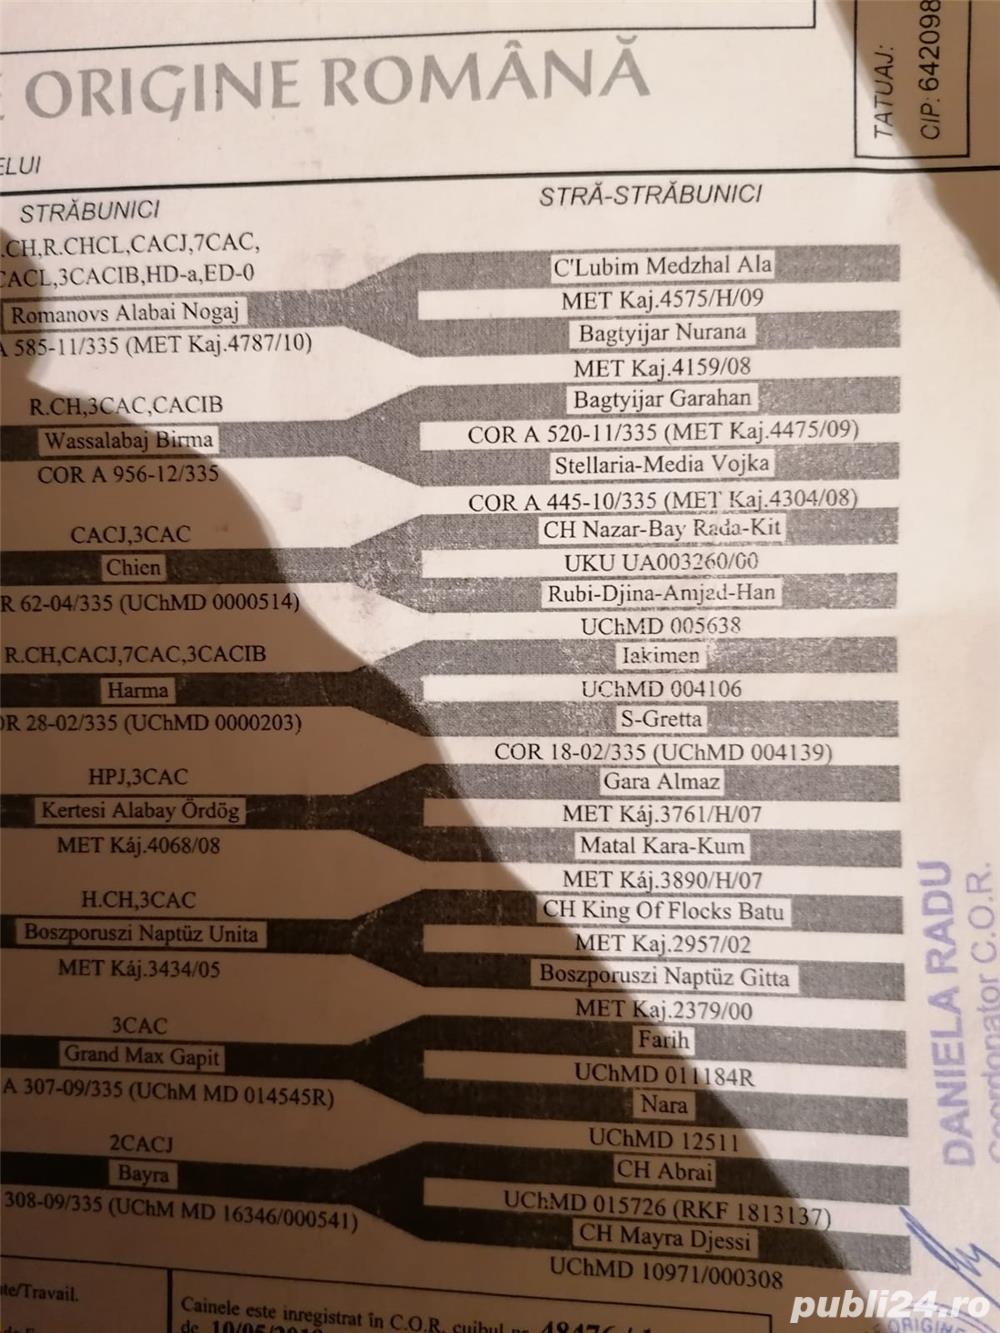 ORIGINE ROMÂNĂ
TATUAJ:
CIP: 642098
ELUI
STRĂBUNICI
STRĂ-STRĂBUNICI
.CH,R.CHCL,CACJ,7CAC,
CACL,3CACIB,HD-a,ED-0
Romanovs Alabai Nogaj
A 585-11/335 (MET Kaj.4787/10)
C'Lubim Medzhal Ala
MET Kaj.4575/H/09
Bagtyijar Nurana
MET Kaj.4159/08
R.CH,3CAC,CACIB
Wassalabaj Birma
COR A 956-12/335
Bagtyijar Garahan
COR A 520-11/335 (MET Kaj.4475/09)
Stellaria-Media Vojka
COR A 445-10/335 (MET Kaj.4304/08)
CACJ,3CAC
Chien
R 62-04/335 (UChMD 0000514)
CH Nazar-Bay Rada-Kit
UKU UA003260/00
Rubi-Djina-Amjad-Han
UChMD 005638
R.CH,CACJ,7CAC,3CACIB
Harma
OR 28-02/335 (UChMD 0000203)
Iakimen
UChMD 004106
S-Gretta
COR 18-02/335 (UChMD 004139)
HPJ,3CAC
Kertesi Alabay Ördög
MET Káj.4068/08
Gara Almaz
MET Káj.3761/H/07
Matal Kara-Kum
MET Káj.3890/H/07
H.CH,3CAC
Boszporuszi Naptüz Unita
MET Káj.3434/05
CH King Of Flocks Batu
MET Kaj.2957/02
Boszporuszi Naptüz Gitta
MET Kaj.2379/00
3CAC
Grand Max Gapit
A 307-09/335 (UChM MD 014545R)
Farih
UChMD 011184R
Nara
UChMD 12511
2CACJ
Bayra
308-09/335 (UChM MD 16346/000541)
CH Abrai
UChMD 015726 (RKF 1813137)
CH Mayra Djessi
UChMD 10971/000308
DANIELA RADU
Coordonator C.O.R.
te/Travail.
Cainele este inregistrat în C.O.R. cuibul nr.
de
ORIGINE
publi24.ro